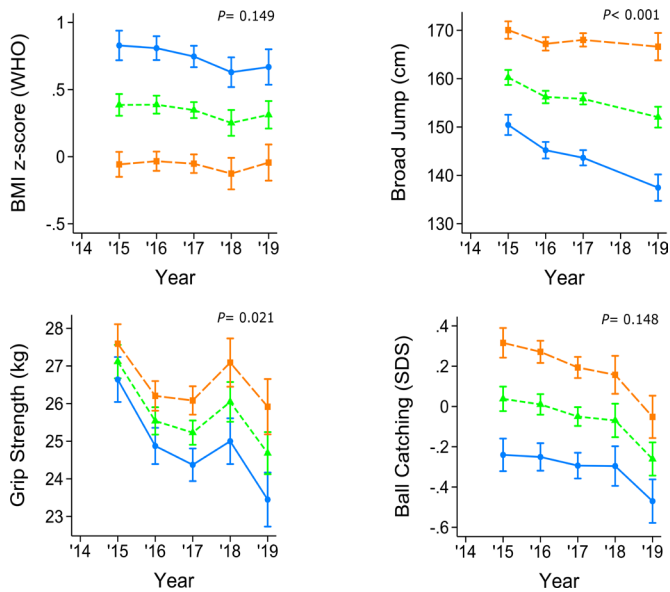 P= 0.149
BMI z-score (WHO)
1
.5
0
-.5
'14 '15 '16 '17 '18 '19
Year
P< 0.001
Broad Jump (cm)
170
160
150
140
130
'14 '15 '16 '17 '18 '19
Year
P= 0.021
Grip Strength (kg)
28
27
26
25
24
23
'14 '15 '16 '17 '18 '19
Year
P= 0.148
Ball Catching (SDS)
.4
.2
0
-.2
-.4
-.6
'14 '15 '16 '17 '18 '19
Year